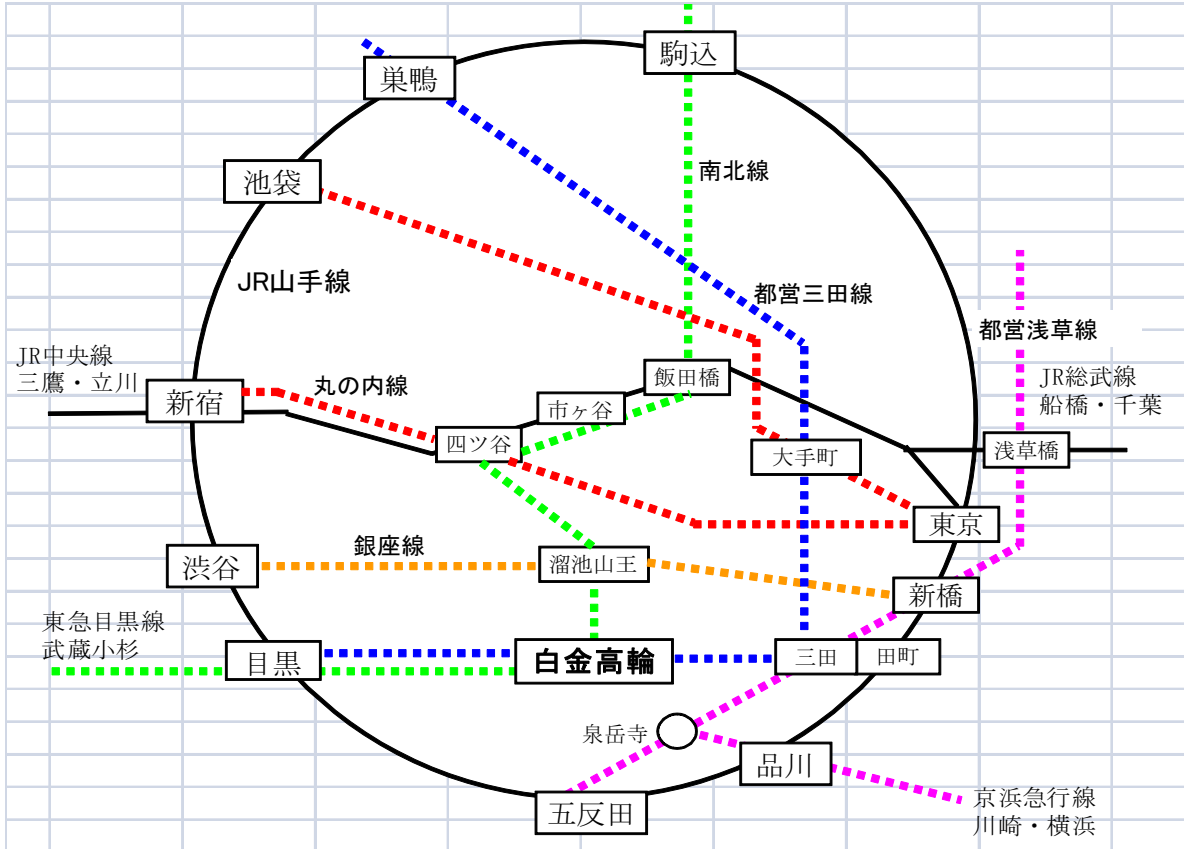 駒込
巣鴨
池袋
南北線
JR山手線
都営三田線
都営浅草線
JR中央線
三鷹・立川
丸の内線
飯田橋
JR総武線
船橋・千葉
新宿
市ヶ谷
四ツ谷
大手町
浅草橋
東京
銀座線
渋谷
溜池山王
新橋
東急目黒線
武蔵小杉
目黒
白金高輪
三田
田町
泉岳寺
品川
五反田
京浜急行線
川崎・横浜